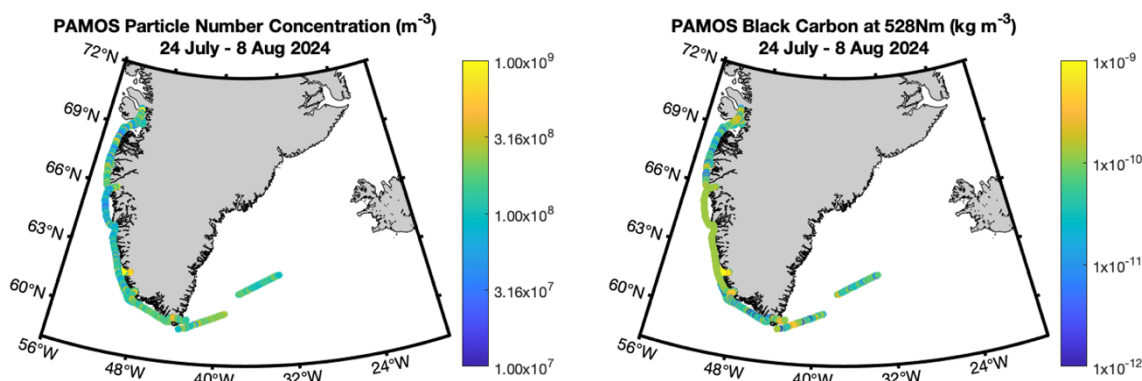 PAMOS Particle Number Concentration (m⁻³)
24 July - 8 Aug 2024
72°N
69°N
66°N
63°N
60°N
56°W
48°W
40°W
32°W
24°W
1.00x10⁹
3.16x10⁸
1.00x10⁸
3.16x10⁷
1.00x10⁷
PAMOS Black Carbon at 528Nm (kg m⁻³)
24 July - 8 Aug 2024
72°N
69°N
66°N
63°N
60°N
56°W
48°W
40°W
32°W
24°W
1x10⁻⁹
1x10⁻¹⁰
1x10⁻¹¹
1x10⁻¹²